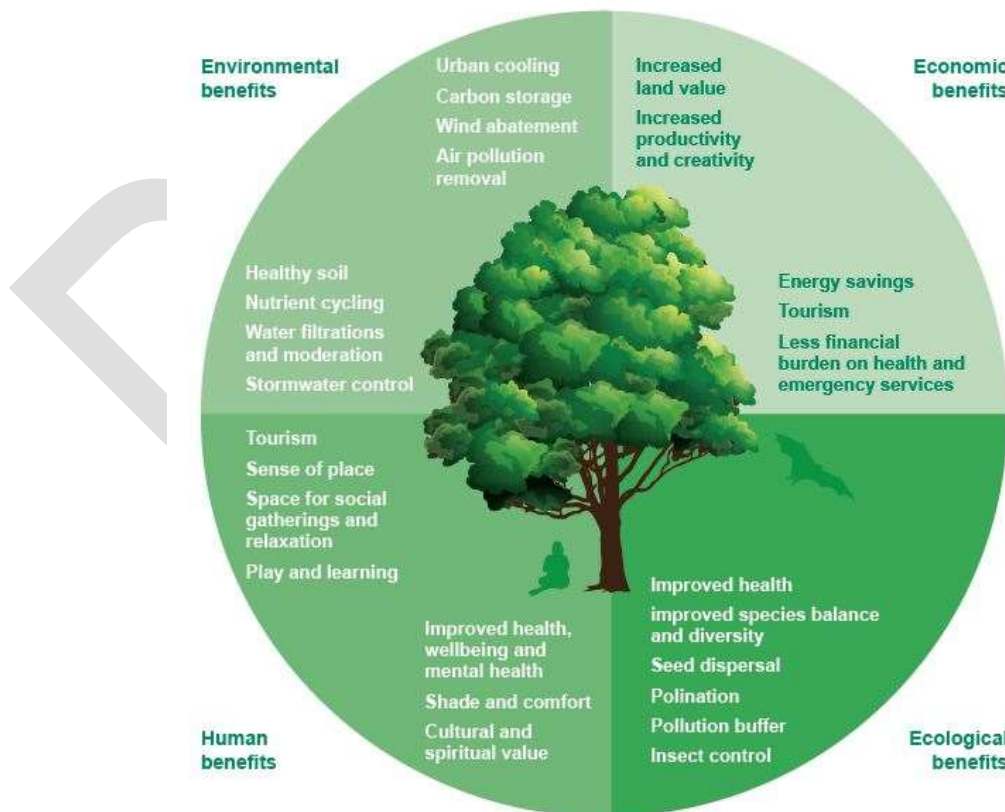 Environmental
benefits
Urban cooling
Carbon storage
Wind abatement
Air pollution
removal
Healthy soil
Nutrient cycling
Water filtrations
and moderation
Stormwater control
Economic
benefits
Increased
land value
Increased
productivity
and creativity
Energy savings
Tourism
Less financial
burden on health and
emergency services
Tourism
Sense of place
Space for social
gatherings and
relaxation
Play and learning
Improved health,
wellbeing and
mental health
Shade and comfort
Cultural and
spiritual value
Human
benefits
Improved health
improved species balance
and diversity
Seed dispersal
Polination
Pollution buffer
Insect control
Ecological
benefits